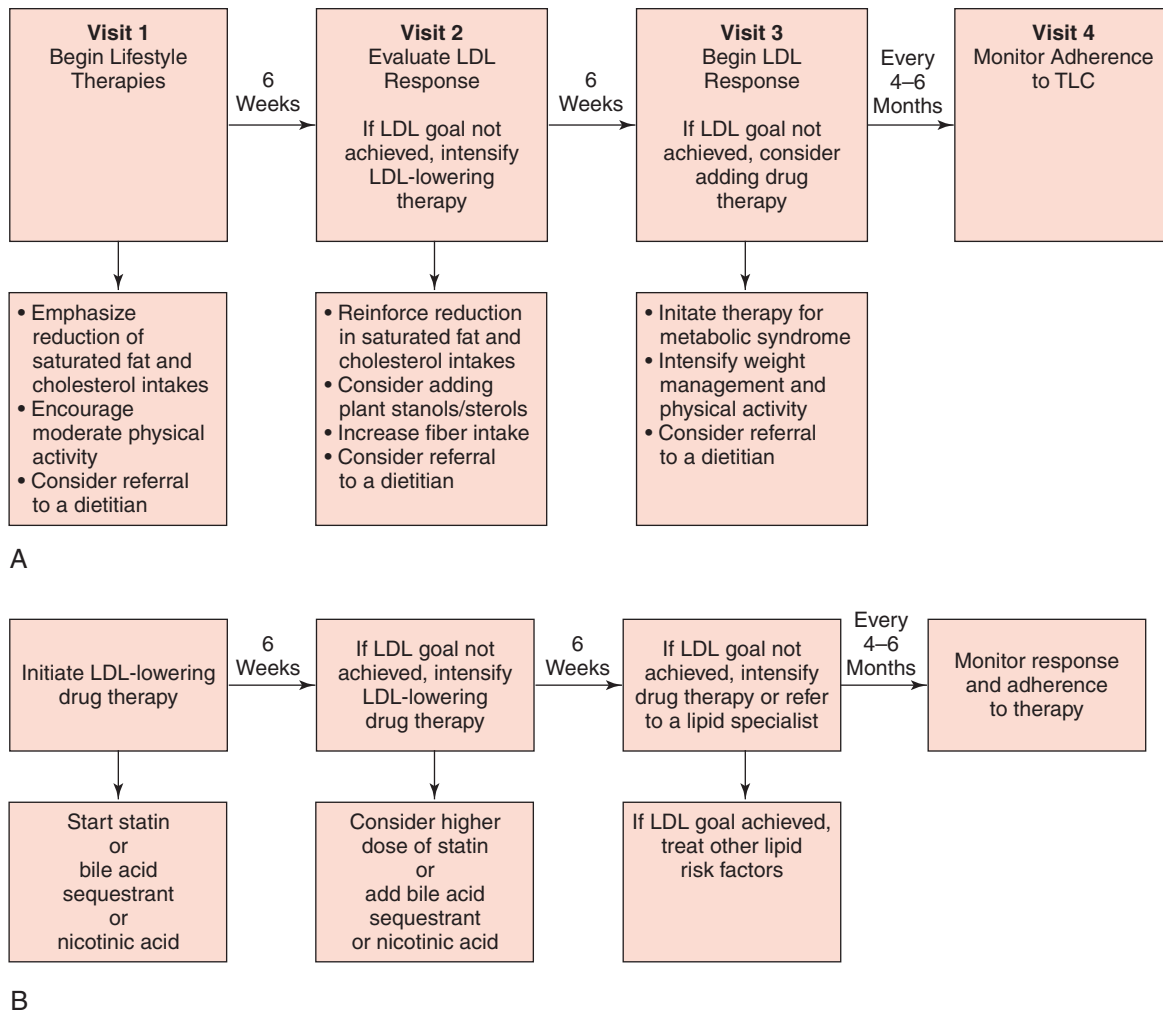 Visit 1
Begin Lifestyle
Therapies
6
Weeks
Visit 2
Evaluate LDL
Response
If LDL goal not
achieved, intensify
LDL-lowering
therapy
6
Weeks
Visit 3
Begin LDL
Response
If LDL goal not
achieved, consider
adding drug
therapy
Every
4–6
Months
Visit 4
Monitor Adherence
to TLC
• Emphasize
reduction of
saturated fat and
cholesterol intakes
• Encourage
moderate physical
activity
• Consider referral
to a dietitian
• Reinforce reduction
in saturated fat and
cholesterol intakes
• Consider adding
plant stanols/sterols
• Increase fiber intake
• Consider referral
to a dietitian
• Initate therapy for
metabolic syndrome
• Intensify weight
management and
physical activity
• Consider referral
to a dietitian
A
Initiate LDL-lowering
drug therapy
6
Weeks
If LDL goal not
achieved, intensify
LDL-lowering
drug therapy
6
Weeks
If LDL goal not
achieved, intensify
drug therapy or refer
to a lipid specialist
Every
4–6
Months
Monitor response
and adherence
to therapy
Start statin
or
bile acid
sequestrant
or
nicotinic acid
Consider higher
dose of statin
or
add bile acid
sequestrant
or nicotinic acid
If LDL goal achieved,
treat other lipid
risk factors
B